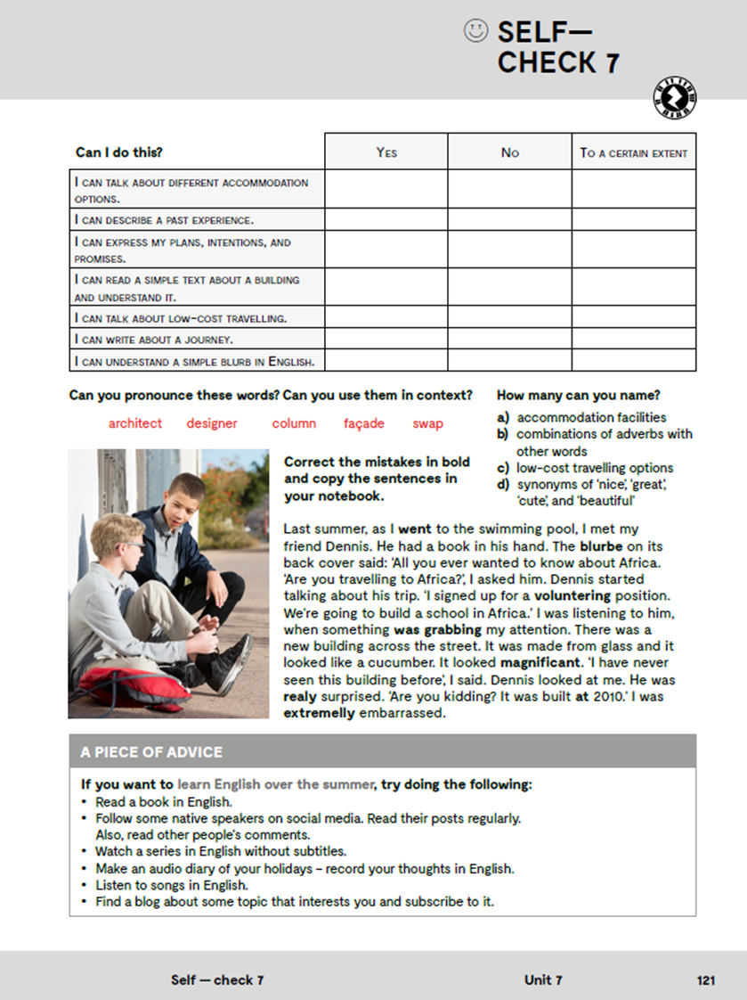 SELF—
CHECK 7
Can I do this?
YES
NO
TO A CERTAIN EXTENT
I CAN TALK ABOUT DIFFERENT ACCOMMODATION
OPTIONS.
I CAN DESCRIBE A PAST EXPERIENCE.
I CAN EXPRESS MY PLANS, INTENTIONS, AND
PROMISES.
I CAN READ A SIMPLE TEXT ABOUT A BUILDING
AND UNDERSTAND IT.
I CAN TALK ABOUT LOW–COST TRAVELLING.
I CAN WRITE ABOUT A JOURNEY.
I CAN UNDERSTAND A SIMPLE BLURB IN ENGLISH.
Can you pronounce these words? Can you use them in context?
architect designer column façade swap
How many can you name?
a) accommodation facilities
b) combinations of adverbs with
other words
c) low-cost travelling options
d) synonyms of ‘nice’, ‘great’,
‘cute’, and ‘beautiful’
Correct the mistakes in bold
and copy the sentences in
your notebook.
Last summer, as I went to the swimming pool, I met my
friend Dennis. He had a book in his hand. The blurbe on its
back cover said: ‘All you ever wanted to know about Africa.
‘Are you travelling to Africa?’, I asked him. Dennis started
talking about his trip. ‘I signed up for a voluntering position.
We’re going to build a school in Africa.’ I was listening to him,
when something was grabbing my attention. There was a
new building across the street. It was made from glass and it
looked like a cucumber. It looked magnificant. ‘I have never
seen this building before’, I said. Dennis looked at me. He was
realy surprised. ‘Are you kidding? It was built at 2010.’ I was
extremelly embarrassed.
A PIECE OF ADVICE
If you want to learn English over the summer, try doing the following:
• Read a book in English.
• Follow some native speakers on social media. Read their posts regularly.
Also, read other people’s comments.
• Watch a series in English without subtitles.
• Make an audio diary of your holidays – record your thoughts in English.
• Listen to songs in English.
• Find a blog about some topic that interests you and subscribe to it.
Self — check 7
Unit 7
121